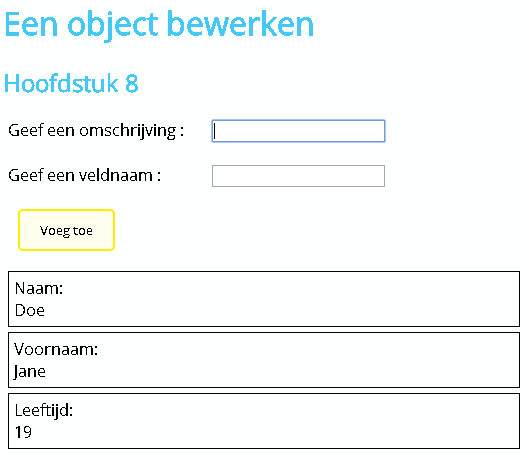 Een object bewerken
Hoofdstuk 8
Geef een omschrijving :
Geef een veldnaam :
Voeg toe
Naam:
Doe
Voornaam:
Jane
Leeftijd:
19